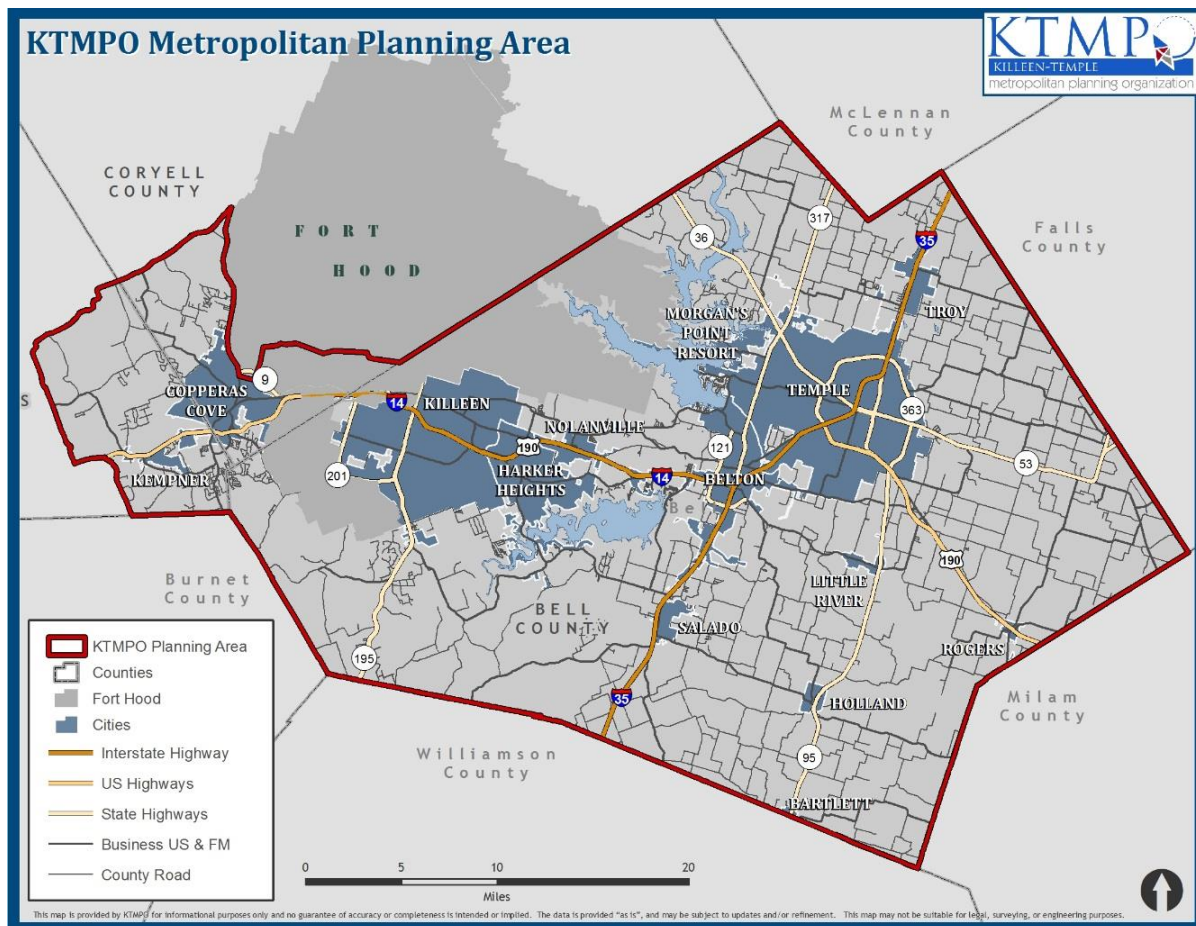 KTMPO Metropolitan Planning Area
KTMPO
KILLEEN-TEMPLE
metropolitan planning organization
McLennan
County
CORYELL
COUNTY
FORT
HOOD
317
36
35
Falls
County
MORGAN'S
POINT
RESORT
TROY
9
COPPERAS
COVE
14
KILLEEN
TEMPLE
363
NOLANVILLE
190
121
53
KEMPNER
201
HARKER
HEIGHTS
14
BELTON
Bel
190
LITTLE
RIVER
Burnet
County
BELL
COUNTY
SALADO
ROGERS
195
35
HOLLAND
Milam
County
Williamson
County
95
BARTLETT
KTMPO Planning Area
Counties
Fort Hood
Cities
Interstate Highway
US Highways
State Highways
Business US & FM
County Road
0 5 10 20
Miles
This map is provided by KTMPO for informational purposes only and no guarantee of accuracy or completeness is intended or implied. The data is provided "as is", and may be subject to updates and/or refinement. This map may not be suitable for legal, surveying, or engineering purposes.